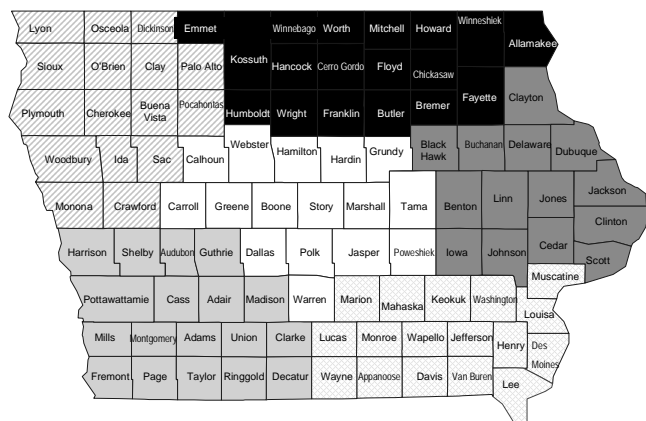 Lyon Osceola Dickinson Emmet Winnebago Worth Mitchell Howard Winneshiek Allamakee
Kossuth
Sioux O'Brien Clay Palo Alto Hancock Cerro Gordo Floyd Chickasaw
Plymouth Cherokee Buena Vista Pocahontas Humboldt Wright Franklin Butler Bremer Fayette Clayton
Woodbury Ida Sac Calhoun Webster Hamilton Hardin Grundy Black Hawk Buchanan Delaware Dubuque
Monona Crawford Carroll Greene Boone Story Marshall Tama Benton Linn Jones Jackson
Clinton
Harrison Shelby Audubon Guthrie Dallas Polk Jasper Poweshiek Iowa Johnson Cedar Scott
Muscatine
Pottawattamie Cass Adair Madison Warren Marion Mahaska Keokuk Washington Louisa
Mills Montgomery Adams Union Clarke Lucas Monroe Wapello Jefferson Henry Des Moines
Fremont Page Taylor Ringgold Decatur Wayne Appanoose Davis Van Buren Lee